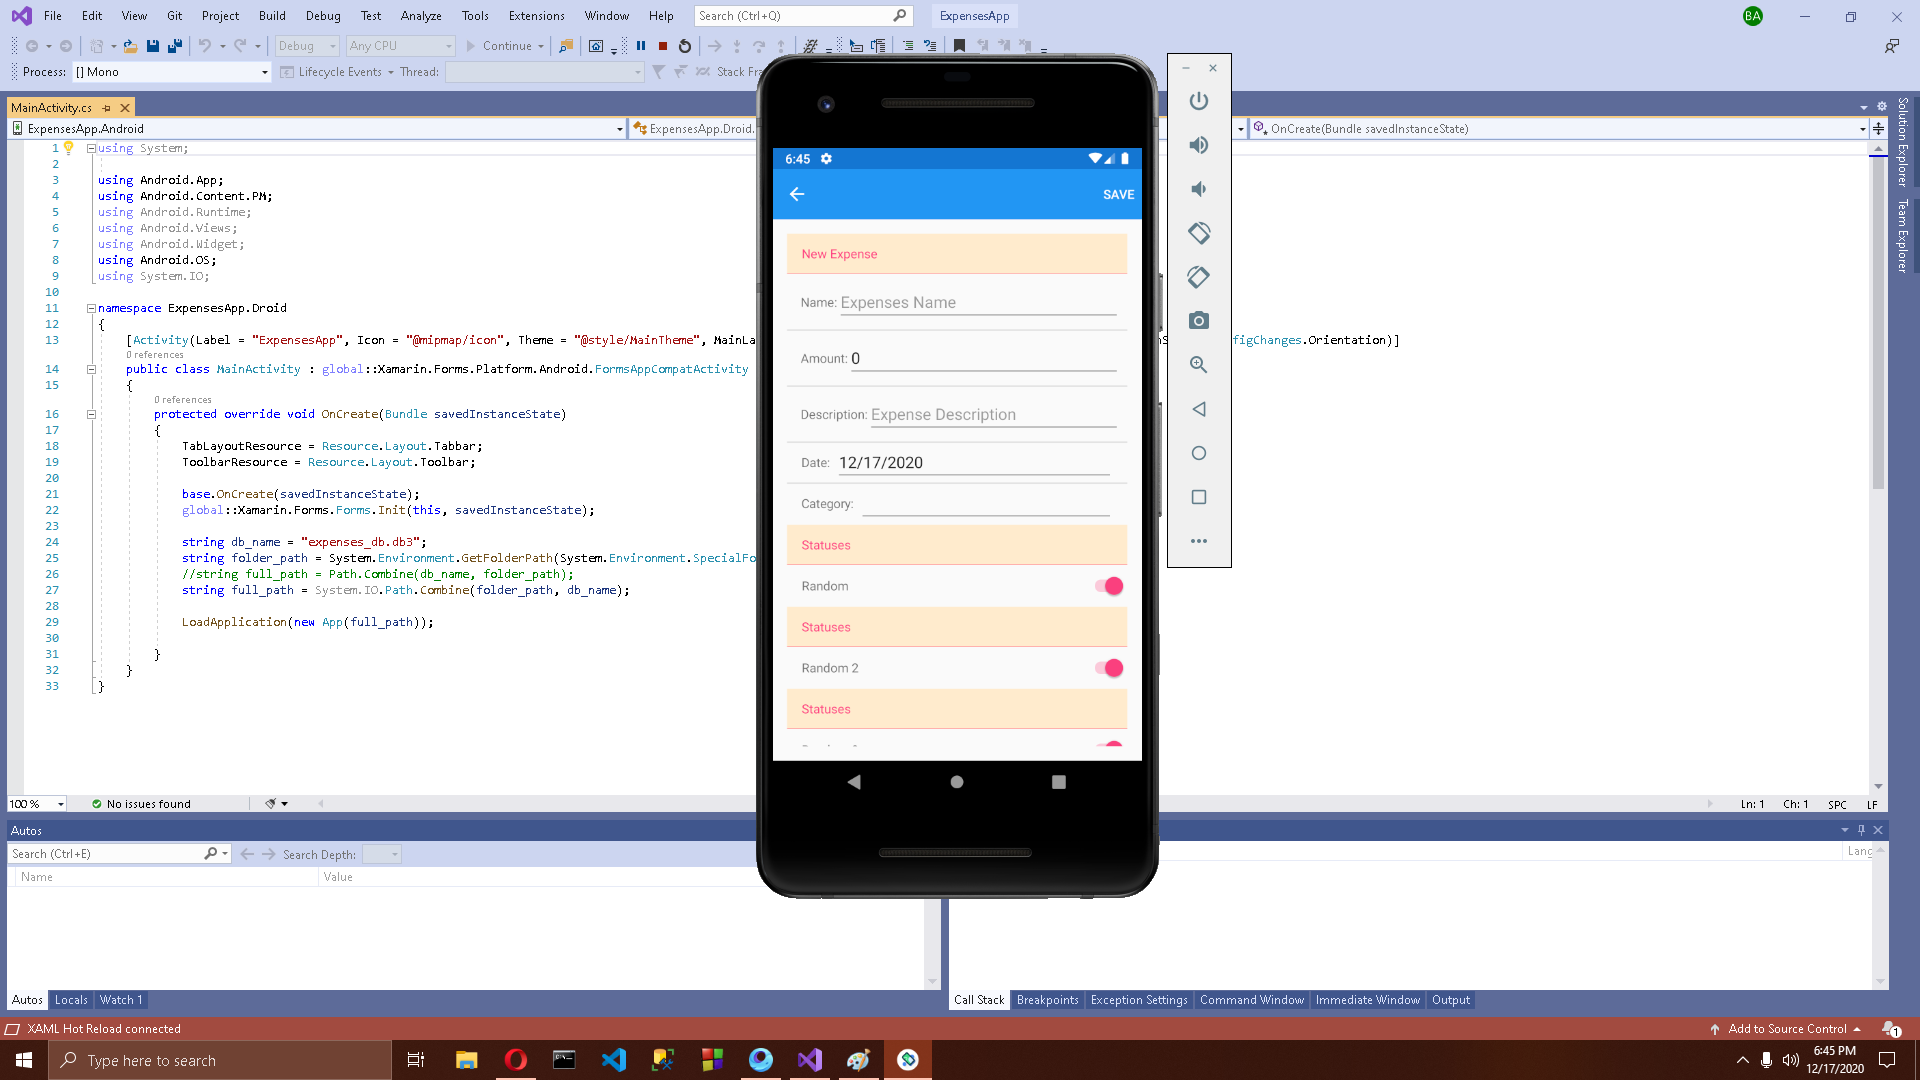 File Edit View Git Project Build Debug Test Analyze Tools Extensions Window Help Search (Ctrl+Q) ExpensesApp BA
Debug Any CPU Continue
Process: [] Mono Lifecycle Events Thread: Stack Fra
MainActivity.cs
ExpensesApp.Android ExpensesApp.Droid. OnCreate(Bundle savedInstanceState)
1 using System;
2
3 using Android.App;
4 using Android.Content.PM;
5 using Android.Runtime;
6 using Android.Views;
7 using Android.Widget;
8 using Android.OS;
9 using System.IO;
10
11 namespace ExpensesApp.Droid
12 {
13 [Activity(Label = "ExpensesApp", Icon = "@mipmap/icon", Theme = "@style/MainTheme", MainLa figChanges.Orientation)]
0 references
14 public class MainActivity : global::Xamarin.Forms.Platform.Android.FormsAppCompatActivity
15 {
0 references
16 protected override void OnCreate(Bundle savedInstanceState)
17 {
18 TabLayoutResource = Resource.Layout.Tabbar;
19 ToolbarResource = Resource.Layout.Toolbar;
20
21 base.OnCreate(savedInstanceState);
22 global::Xamarin.Forms.Forms.Init(this, savedInstanceState);
23
24 string db_name = "expenses_db.db3";
25 string folder_path = System.Environment.GetFolderPath(System.Environment.SpecialFo
26 //string full_path = Path.Combine(db_name, folder_path);
27 string full_path = System.IO.Path.Combine(folder_path, db_name);
28
29 LoadApplication(new App(full_path));
30
31 }
32 }
33 }
6:45
SAVE
New Expense
Name: Expenses Name
Amount: 0
Description: Expense Description
Date: 12/17/2020
Category:
Statuses
Random
Statuses
Random 2
Statuses
Solution Explorer
Team Explorer
100 % No issues found Ln: 1 Ch: 1 SPC LF
Autos
Search (Ctrl+E) Search Depth:
Name Value
Lang
Autos Locals Watch 1
Call Stack Breakpoints Exception Settings Command Window Immediate Window Output
XAML Hot Reload connected Add to Source Control 1
Type here to search
6:45 PM
12/17/2020